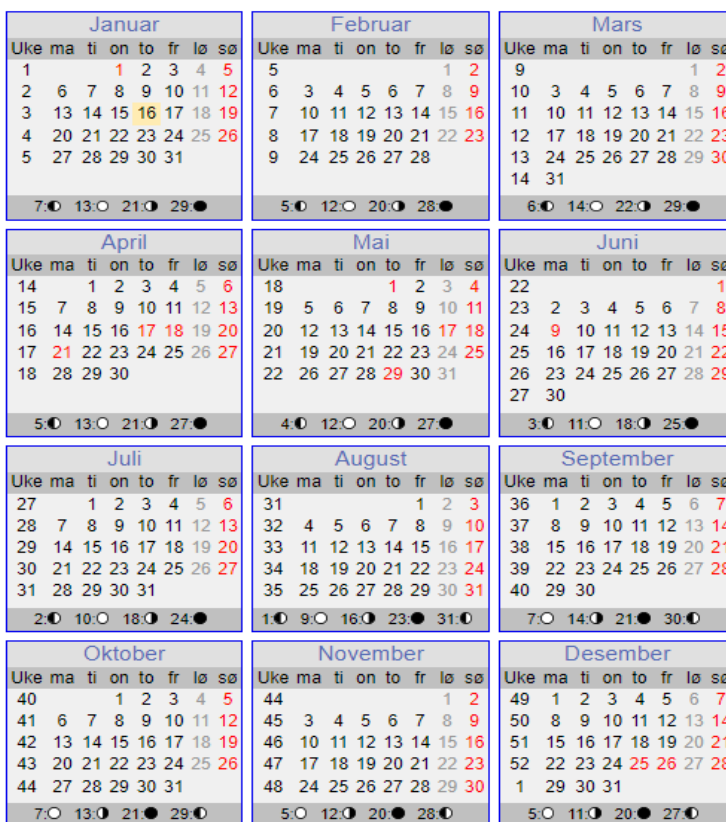 Januar
Uke ma ti on to fr lø sø
1 1 2 3 4 5
2 6 7 8 9 10 11 12
3 13 14 15 16 17 18 19
4 20 21 22 23 24 25 26
5 27 28 29 30 31
7:◐ 13:○ 21:◑ 29:●
Februar
Uke ma ti on to fr lø sø
5 1 2
6 3 4 5 6 7 8 9
7 10 11 12 13 14 15 16
8 17 18 19 20 21 22 23
9 24 25 26 27 28
5:◐ 12:○ 20:◑ 28:●
Mars
Uke ma ti on to fr lø sø
9 1 2
10 3 4 5 6 7 8 9
11 10 11 12 13 14 15 16
12 17 18 19 20 21 22 23
13 24 25 26 27 28 29 30
14 31
6:◐ 14:○ 22:◑ 29:●
April
Uke ma ti on to fr lø sø
14 1 2 3 4 5 6
15 7 8 9 10 11 12 13
16 14 15 16 17 18 19 20
17 21 22 23 24 25 26 27
18 28 29 30
5:◐ 13:○ 21:◑ 27:●
Mai
Uke ma ti on to fr lø sø
18 1 2 3 4
19 5 6 7 8 9 10 11
20 12 13 14 15 16 17 18
21 19 20 21 22 23 24 25
22 26 27 28 29 30 31
4:◐ 12:○ 20:◑ 27:●
Juni
Uke ma ti on to fr lø sø
22 1
23 2 3 4 5 6 7 8
24 9 10 11 12 13 14 15
25 16 17 18 19 20 21 22
26 23 24 25 26 27 28 29
27 30
3:◐ 11:○ 18:◑ 25:●
Juli
Uke ma ti on to fr lø sø
27 1 2 3 4 5 6
28 7 8 9 10 11 12 13
29 14 15 16 17 18 19 20
30 21 22 23 24 25 26 27
31 28 29 30 31
2:◐ 10:○ 18:◑ 24:●
August
Uke ma ti on to fr lø sø
31 1 2 3
32 4 5 6 7 8 9 10
33 11 12 13 14 15 16 17
34 18 19 20 21 22 23 24
35 25 26 27 28 29 30 31
1:◐ 9:○ 16:◑ 23:● 31:◐
September
Uke ma ti on to fr lø sø
36 1 2 3 4 5 6 7
37 8 9 10 11 12 13 14
38 15 16 17 18 19 20 21
39 22 23 24 25 26 27 28
40 29 30
7:○ 14:◑ 21:● 30:◐
Oktober
Uke ma ti on to fr lø sø
40 1 2 3 4 5
41 6 7 8 9 10 11 12
42 13 14 15 16 17 18 19
43 20 21 22 23 24 25 26
44 27 28 29 30 31
7:○ 13:◑ 21:● 29:◐
November
Uke ma ti on to fr lø sø
44 1 2
45 3 4 5 6 7 8 9
46 10 11 12 13 14 15 16
47 17 18 19 20 21 22 23
48 24 25 26 27 28 29 30
5:○ 12:◑ 20:● 28:◐
Desember
Uke ma ti on to fr lø sø
49 1 2 3 4 5 6 7
50 8 9 10 11 12 13 14
51 15 16 17 18 19 20 21
52 22 23 24 25 26 27 28
1 29 30 31
5:○ 11:◑ 20:● 27:◐